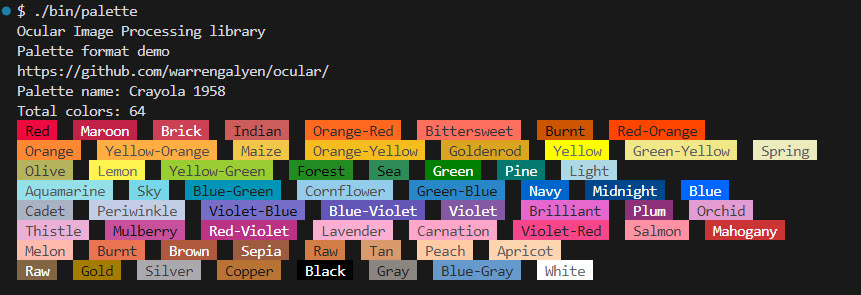 $ ./bin/palette
Ocular Image Processing library
Palette format demo
https://github.com/warrengalyen/ocular/
Palette name: Crayola 1958
Total colors: 64
Red Maroon Brick Indian Orange-Red Bittersweet Burnt Red-Orange
Orange Yellow-Orange Maize Orange-Yellow Goldenrod Yellow Green-Yellow Spring
Olive Lemon Yellow-Green Forest Sea Green Pine Light
Aquamarine Sky Blue-Green Cornflower Green-Blue Navy Midnight Blue
Cadet Periwinkle Violet-Blue Blue-Violet Violet Brilliant Plum Orchid
Thistle Mulberry Red-Violet Lavender Carnation Violet-Red Salmon Mahogany
Melon Burnt Brown Sepia Raw Tan Peach Apricot
Raw Gold Silver Copper Black Gray Blue-Gray White